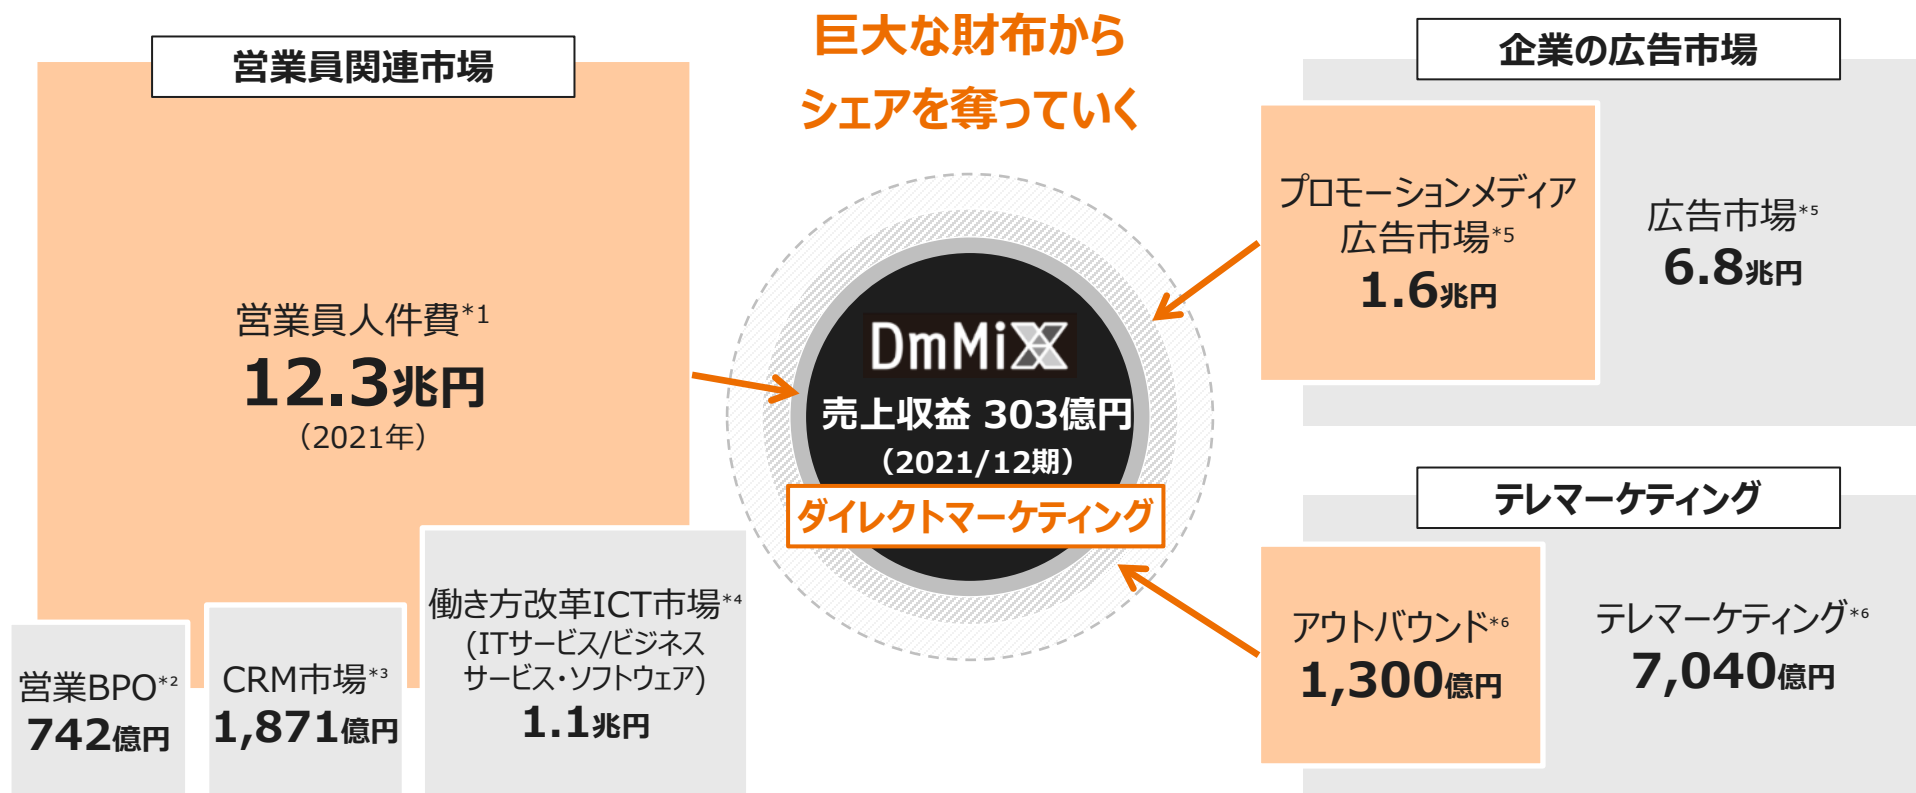 巨大な財布から
シェアを奪っていく
営業員関連市場
営業員人件費*1
12.3兆円
（2021年）
営業BPO*2
742億円
CRM市場*3
1,871億円
働き方改革ICT市場*4
(ITサービス/ビジネス
サービス・ソフトウェア)
1.1兆円
DmMiX
売上収益 303億円
（2021/12期）
ダイレクトマーケティング
企業の広告市場
プロモーションメディア
広告市場*5
1.6兆円
広告市場*5
6.8兆円
テレマーケティング
アウトバウンド*6
1,300億円
テレマーケティング*6
7,040億円